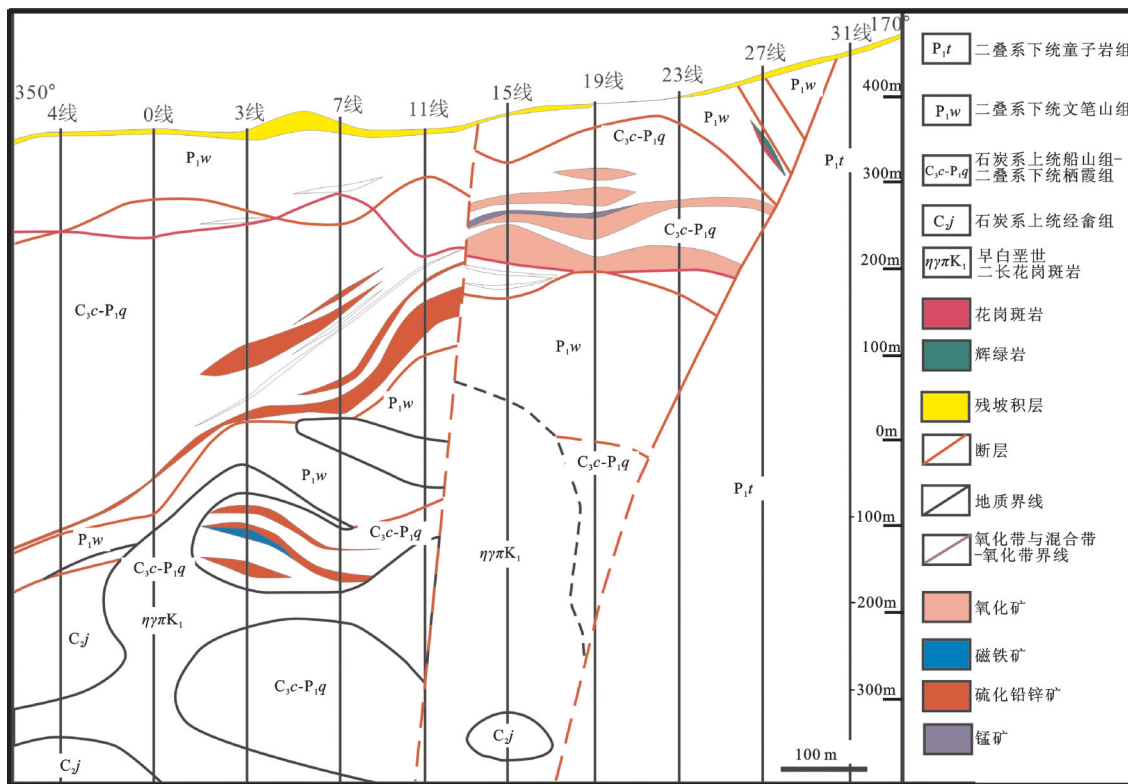 350°
4线
0线
3线
7线
11线
15线
19线
23线
27线
31线
170°
P₁w
C₃c-P₁q
P₁w
P₁w
P₁t
400m
300m
C₃c-P₁q
200m
C₃c-P₁q
P₁w
100m
P₁w
0m
C₃c-P₁q
P₁w
P₁t
100m
P₁w
C₃c-P₁q
C₃c-P₁q
ηγπK₁
ηγπK₁
200m
C₂j
C₃c-P₁q
300m
C₂j
100 m
P₁t 二叠系下统童子岩组
P₁w 二叠系下统文笔山组
C₃c-P₁q 石炭系上统船山组-
二叠系下统栖霞组
C₂j 石炭系上统经畲组
ηγπK₁ 早白垩世
二长花岗斑岩
花岗斑岩
辉绿岩
残坡积层
断层
地质界线
氧化带与混合带
-氧化带界线
氧化矿
磁铁矿
硫化铅锌矿
锰矿